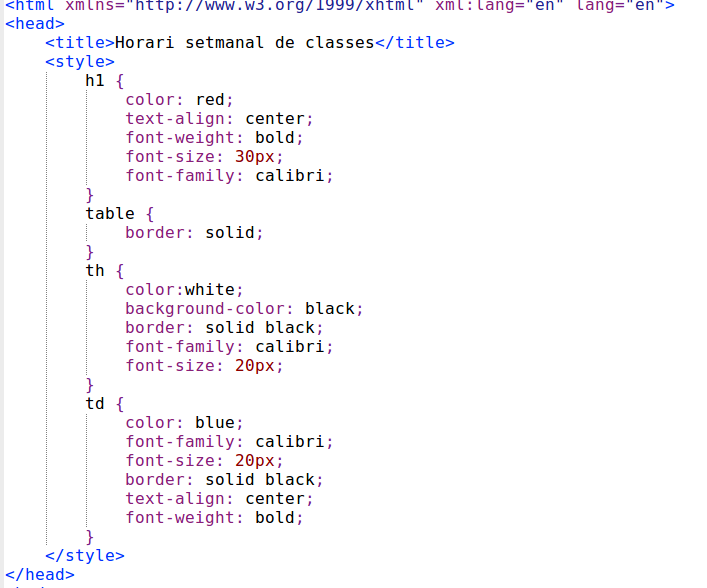 <html xmlns="http://www.w3.org/1999/xhtml" xml:lang="en" lang="en">
<head>
<title>Horari setmanal de classes</title>
<style>
h1 {
color: red;
text-align: center;
font-weight: bold;
font-size: 30px;
font-family: calibri;
}
table {
border: solid;
}
th {
color:white;
background-color: black;
border: solid black;
font-family: calibri;
font-size: 20px;
}
td {
color: blue;
font-family: calibri;
font-size: 20px;
border: solid black;
text-align: center;
font-weight: bold;
}
</style>
</head>